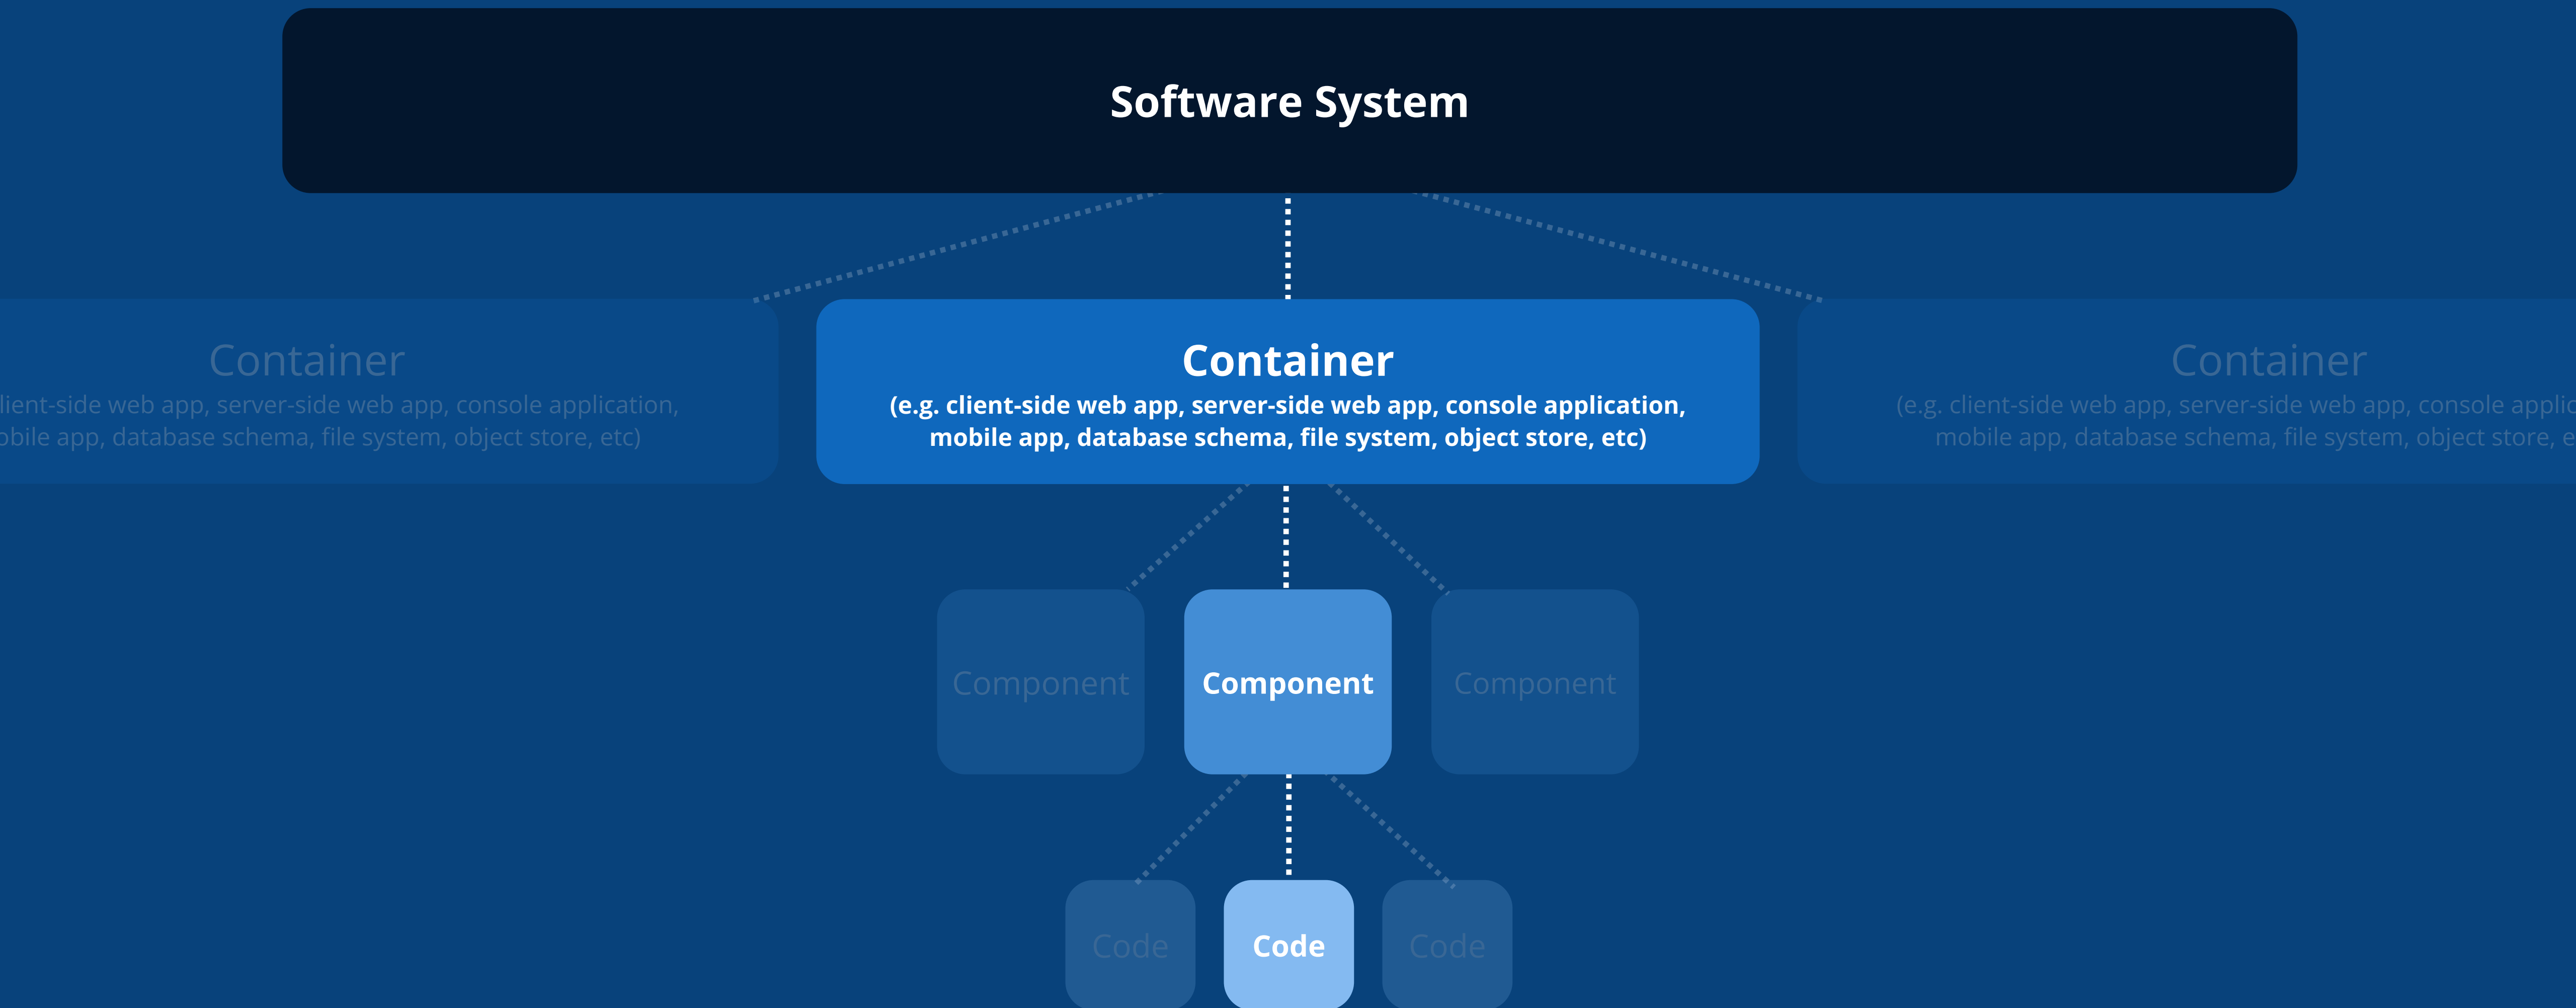 Software System
Container
lient-side web app, server-side web app, console application,
obile app, database schema, file system, object store, etc)
Container
(e.g. client-side web app, server-side web app, console application,
mobile app, database schema, file system, object store, etc)
Container
(e.g. client-side web app, server-side web app, console applic
mobile app, database schema, file system, object store, e
Component
Component
Component
Code
Code
Code